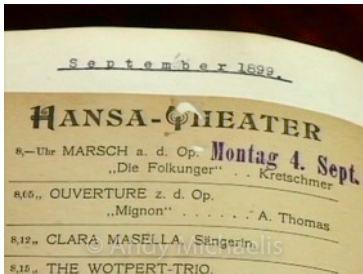 September 1899.
HANSA-THEATER
8,— Uhr MARSCH a. d. Op. Montag 4. Sept.
„Die Folkunger" . . Kretschmer
8,05 „ OUVERTURE z. d. Op.
„Mignon" . . . . . . . A. Thomas
8,12 „ CLARA MASELLA, Sängerin
© Andy Michaelis
8,15 „ THE WOTPERT-TRIO,